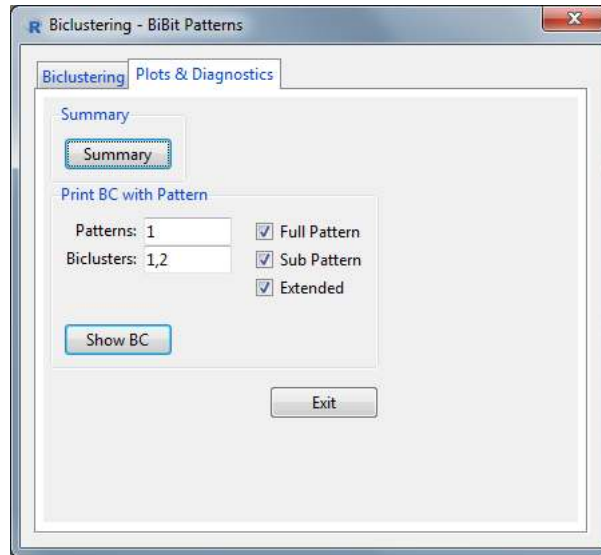 R Biclustering - BiBit Patterns
Biclustering Plots & Diagnostics
Summary
Summary
Print BC with Pattern
Patterns: 1 Full Pattern
Biclusters: 1,2 Sub Pattern
Extended
Show BC
Exit